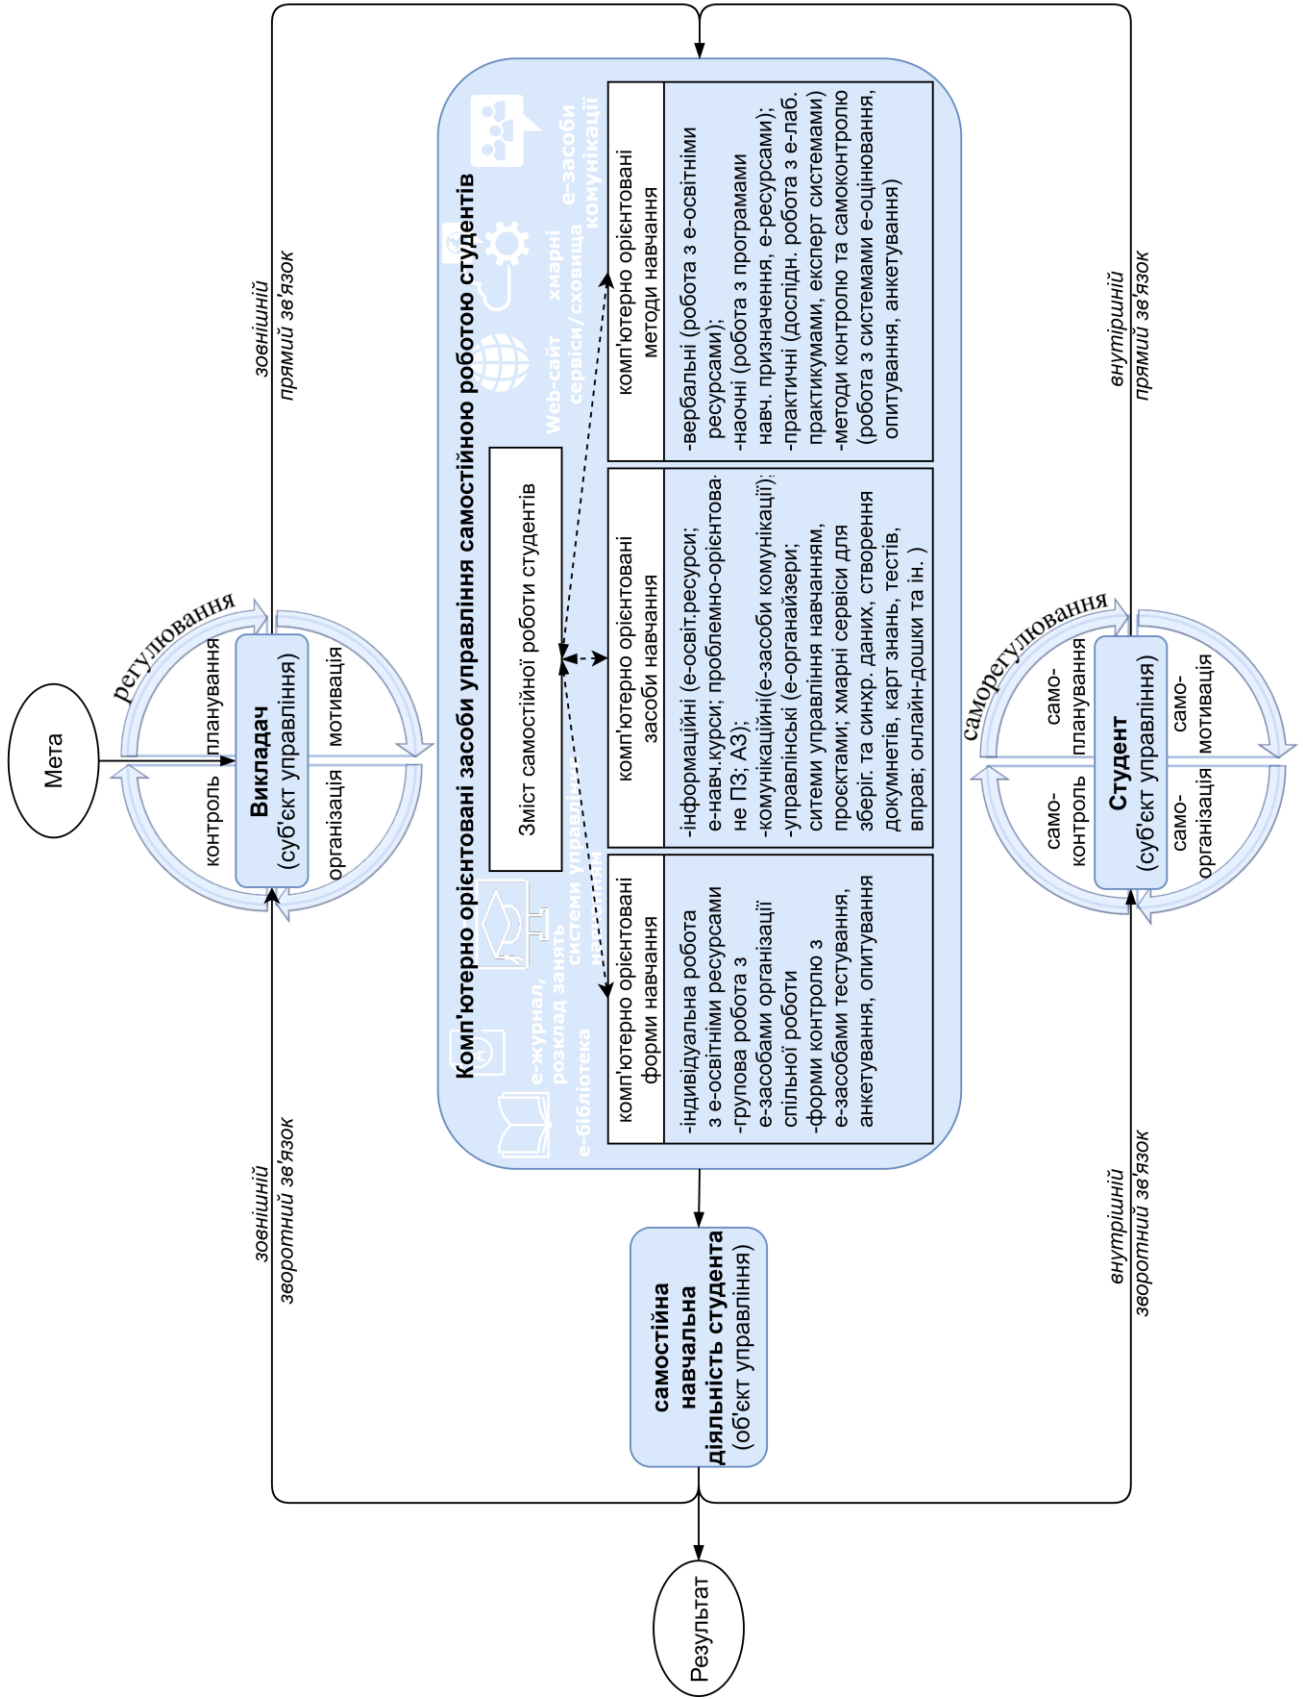 Мета
регулювання
контроль
планування
Викладач
(суб'єкт управління)
організація
мотивація
зовнішній
зворотний зв'язок
зовнішній
прямий зв'язок
Комп'ютерно орієнтовані засоби управління самостійною роботою студентів
е-журнал,
розклад занять
е-бібліотека
системи управління
навчанням
Web-сайт
хмарні
сервіси/сховища
е-засоби
комунікації
Зміст самостійної роботи студентів
комп'ютерно орієнтовані
форми навчання
-індивідуальна робота
з е-освітніми ресурсами
-групова робота з
е-засобами організації
спільної роботи
-форми контролю з
е-засобами тестування,
анкетування, опитування
комп'ютерно орієнтовані
засоби навчання
-інформаційні (е-освіт.ресурси;
е-навч.курси; проблемно-орієнтова-
не ПЗ; АЗ);
-комунікаційні(е-засоби комунікації);
-управлінські (е-органайзери;
ситеми управління навчанням,
проєктами; хмарні сервіси для
зберіг. та синхр. даних, створення
докумнетів, карт знань, тестів,
вправ; онлайн-дошки та ін. )
комп'ютерно орієнтовані
методи навчання
-вербальні (робота з е-освітніми
ресурсами);
-наочні (робота з програмами
навч. призначення, е-ресурсами);
-практичні (дослідн. робота з е-лаб.
практикумами, експерт системами)
-методи контролю та самоконтролю
(робота з системами е-оцінювання,
опитування, анкетування)
самостійна
навчальна
діяльність студента
(об'єкт управління)
Результат
саморегулювання
само-
контроль
само-
планування
Студент
(суб'єкт управління)
само-
організація
само-
мотивація
внутрішній
зворотний зв'язок
внутіршній
прямий зв'язок